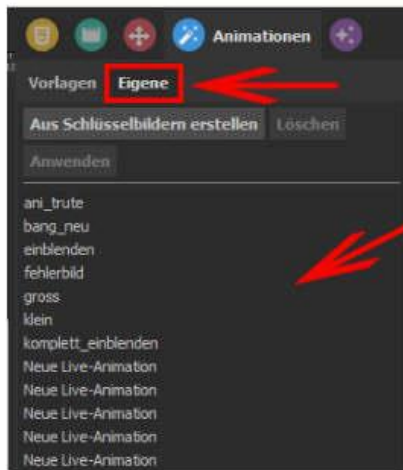 Animationen
Vorlagen Eigene
Aus Schlüsselbildern erstellen Löschen
Anwenden
ani_trute
bang_neu
einblenden
fehlerbild
gross
klein
komplett_einblenden
Neue Live-Animation
Neue Live-Animation
Neue Live-Animation
Neue Live-Animation
Neue Live-Animation